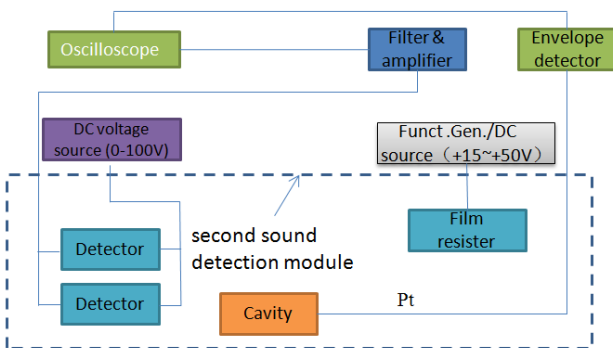 Oscilloscope
Filter &
amplifier
Envelope
detector
DC voltage
source (0-100V)
Funct .Gen./DC
source（+15~+50V）
Film
resister
second sound
detection module
Detector
Detector
Cavity
Pt